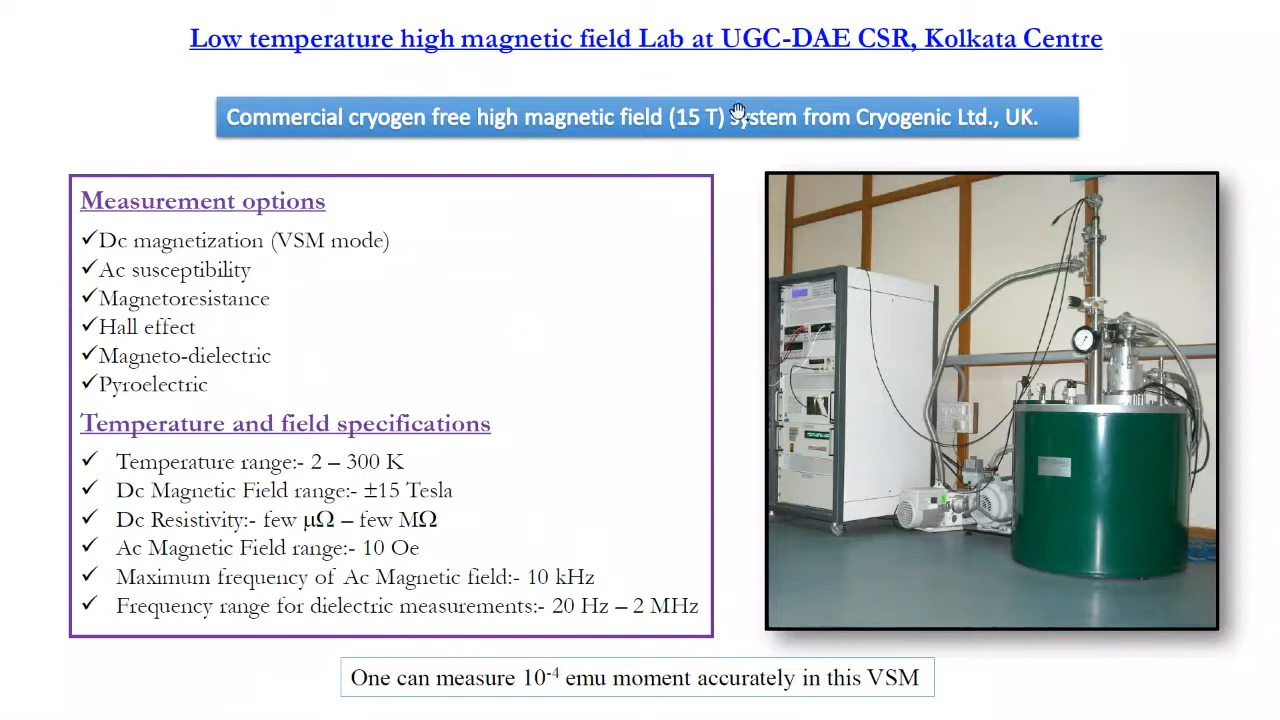 Low temperature high magnetic field Lab at UGC-DAE CSR, Kolkata Centre
Commercial cryogen free high magnetic field (15 T) system from Cryogenic Ltd., UK.
Measurement options
✓Dc magnetization (VSM mode)
✓Ac susceptibility
✓Magnetoresistance
✓Hall effect
✓Magneto-dielectric
✓Pyroelectric
Temperature and field specifications
✓ Temperature range:- 2 – 300 K
✓ Dc Magnetic Field range:- ±15 Tesla
✓ Dc Resistivity:- few µΩ – few MΩ
✓ Ac Magnetic Field range:- 10 Oe
✓ Maximum frequency of Ac Magnetic field:- 10 kHz
✓ Frequency range for dielectric measurements:- 20 Hz – 2 MHz
One can measure 10⁻⁴ emu moment accurately in this VSM